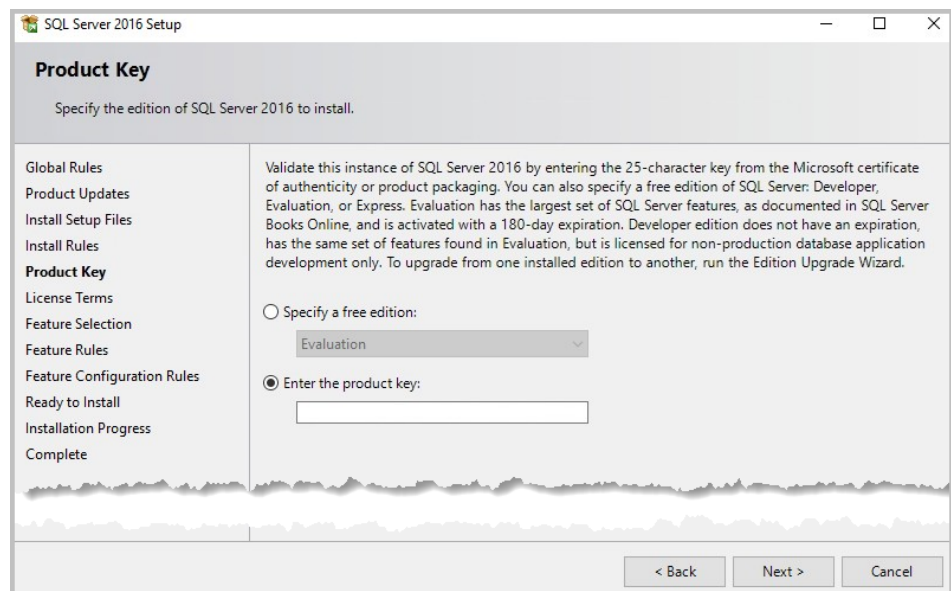 SQL Server 2016 Setup
Product Key
Specify the edition of SQL Server 2016 to install.
Global Rules
Product Updates
Install Setup Files
Install Rules
Product Key
License Terms
Feature Selection
Feature Rules
Feature Configuration Rules
Ready to Install
Installation Progress
Complete
Validate this instance of SQL Server 2016 by entering the 25-character key from the Microsoft certificate
of authenticity or product packaging. You can also specify a free edition of SQL Server: Developer,
Evaluation, or Express. Evaluation has the largest set of SQL Server features, as documented in SQL Server
Books Online, and is activated with a 180-day expiration. Developer edition does not have an expiration,
has the same set of features found in Evaluation, but is licensed for non-production database application
development only. To upgrade from one installed edition to another, run the Edition Upgrade Wizard.
Specify a free edition:
Evaluation
Enter the product key:
< Back
Next >
Cancel